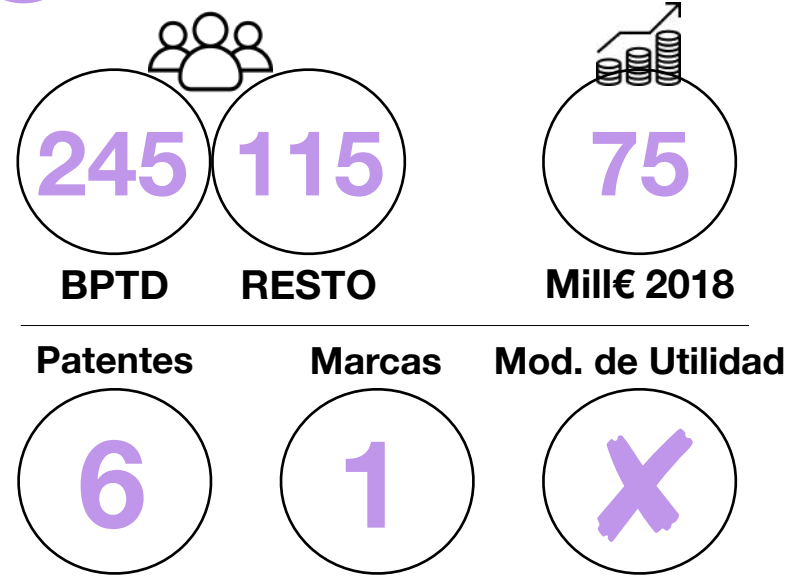 245 115 75
BPTD RESTO Mill€ 2018
Patentes Marcas Mod. de Utilidad
6 1 ✘